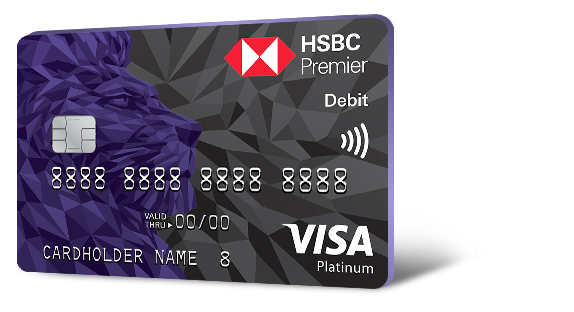 HSBC
Premier
Debit
8888 8888 8888 8888
VALID
THRU 00/00
CARDHOLDER NAME 8
VISA
Platinum